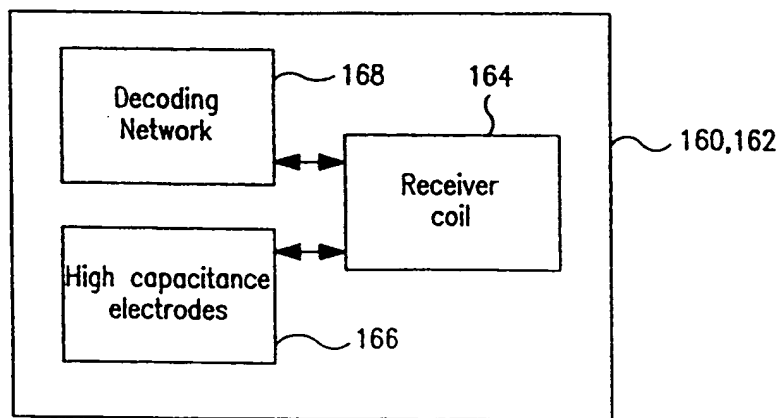 168
Decoding
Network
164
160,162
Receiver
coil
High capacitance
electrodes
166